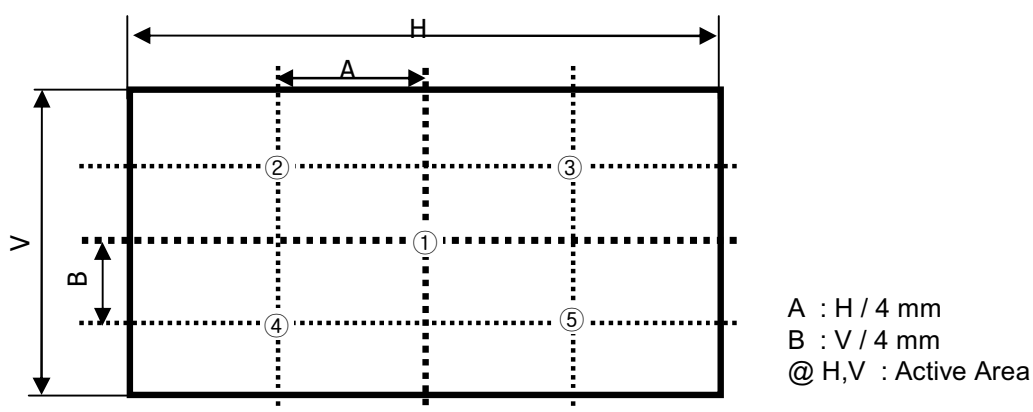 H
A
② ③
V
①
B
④ ⑤
A : H / 4 mm
B : V / 4 mm
@ H,V : Active Area